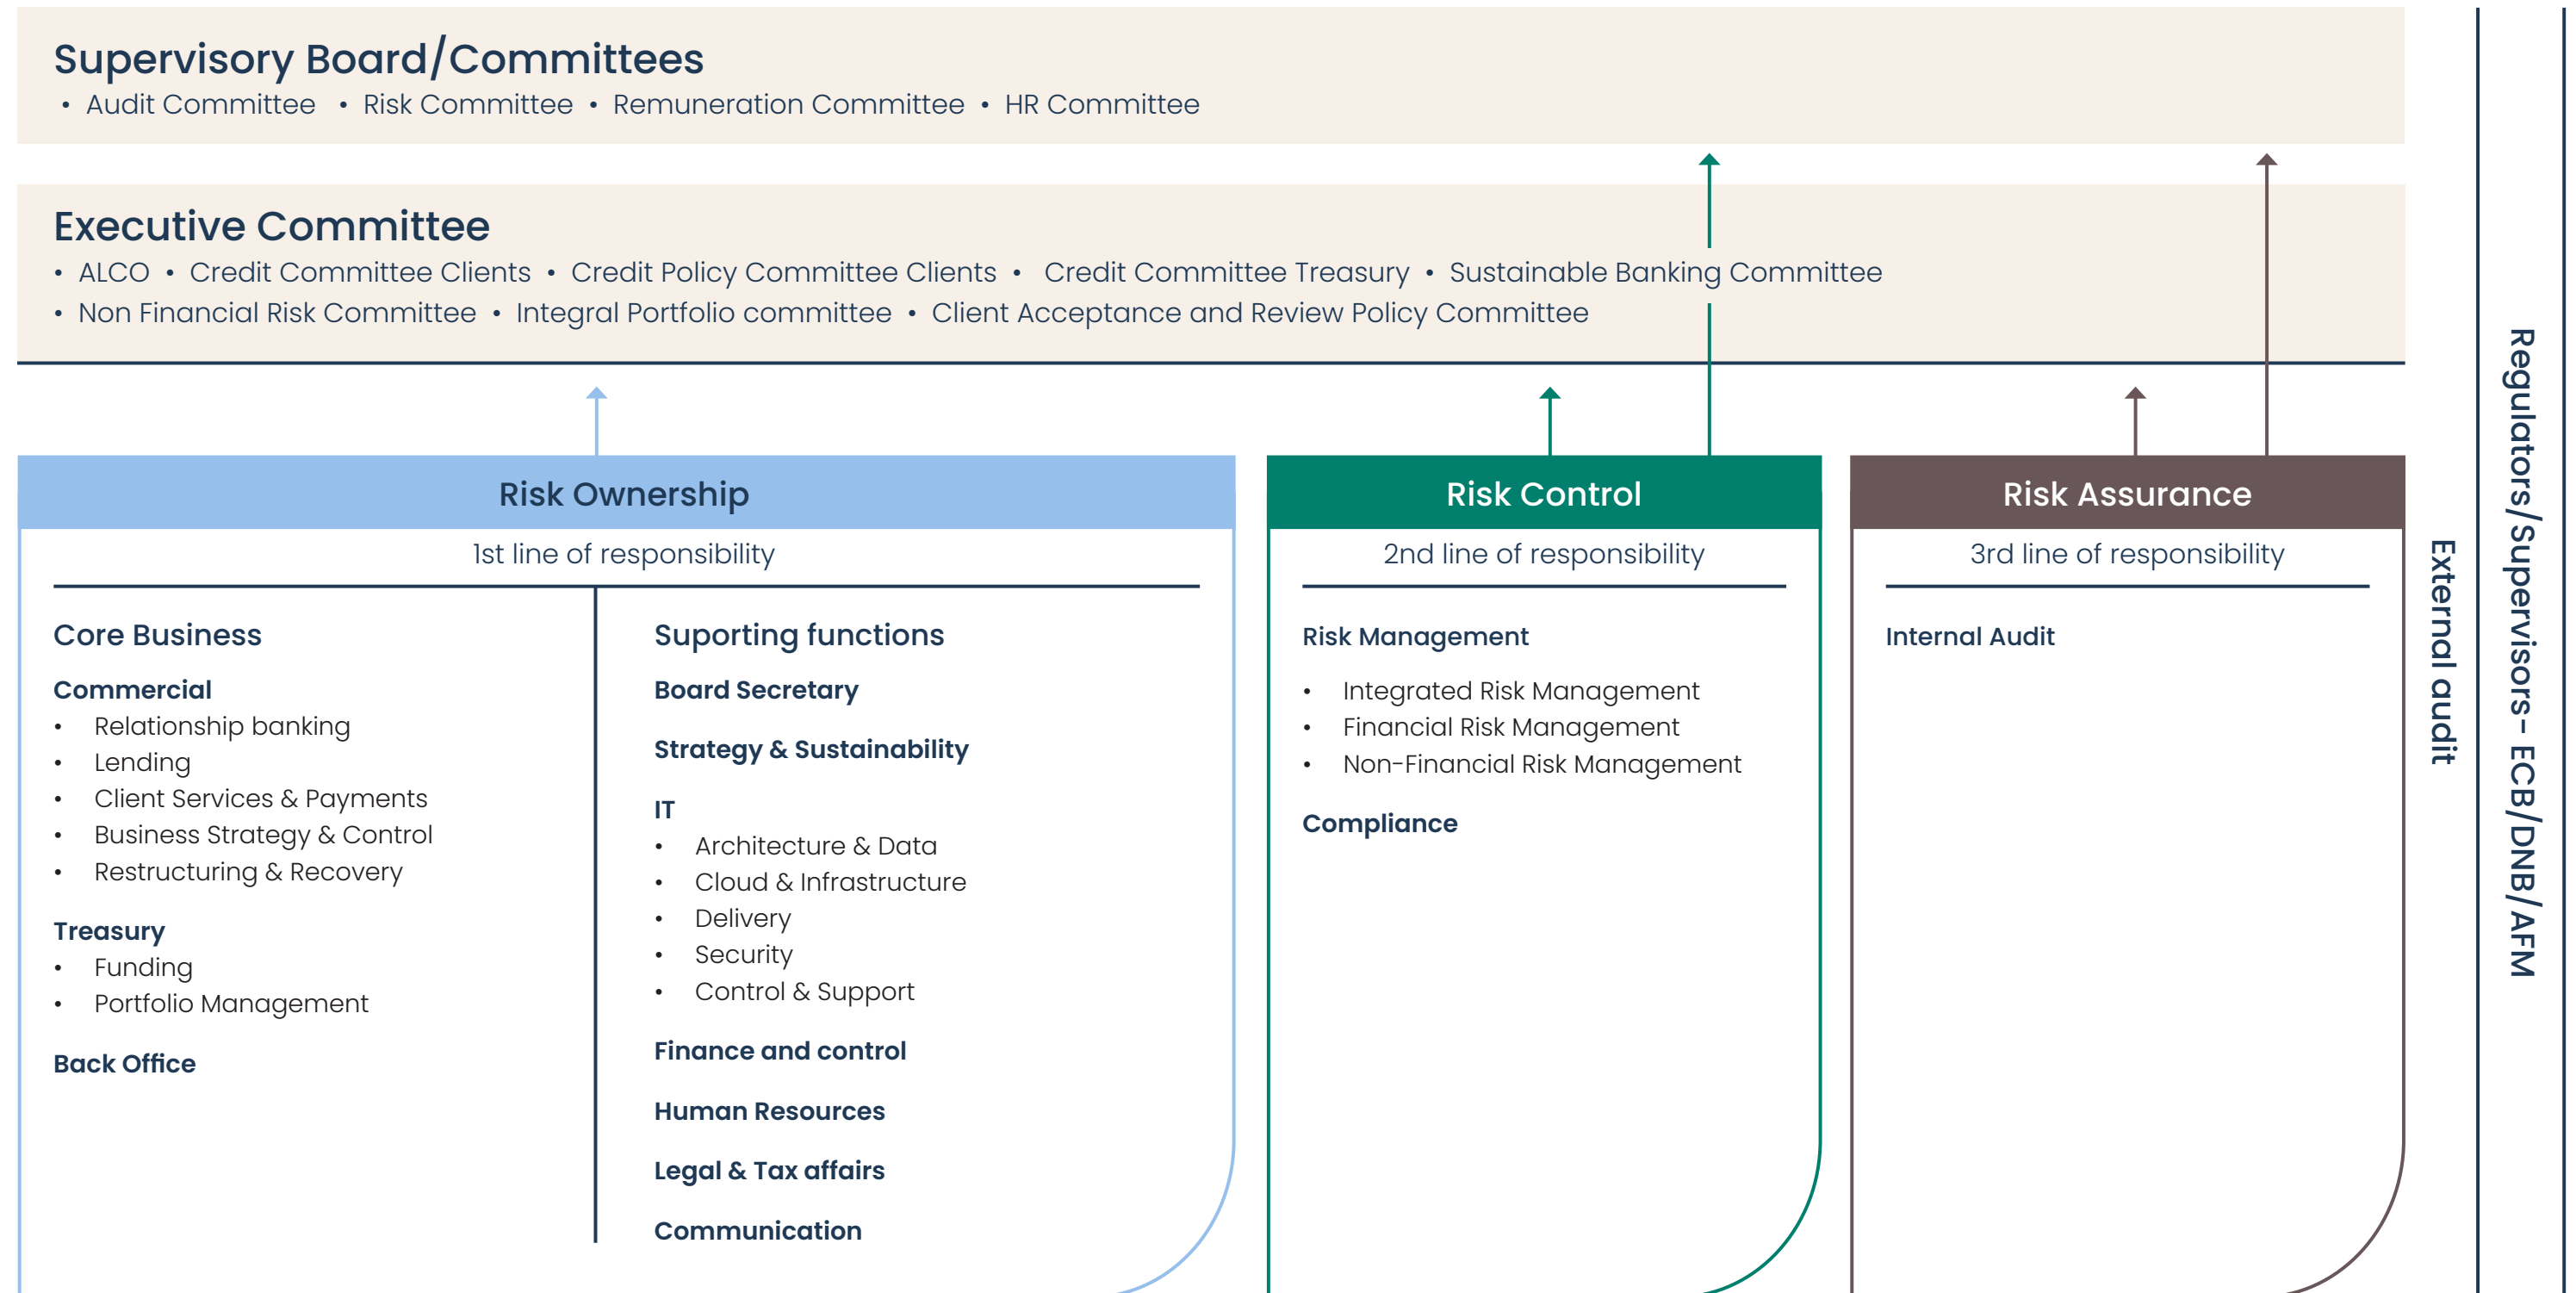 Supervisory Board/Committees
• Audit Committee • Risk Committee • Remuneration Committee • HR Committee
Executive Committee
• ALCO • Credit Committee Clients • Credit Policy Committee Clients • Credit Committee Treasury • Sustainable Banking Committee
• Non Financial Risk Committee • Integral Portfolio committee • Client Acceptance and Review Policy Committee
Risk Ownership
1st line of responsibility
Core Business
Commercial
• Relationship banking
• Lending
• Client Services & Payments
• Business Strategy & Control
• Restructuring & Recovery
Treasury
• Funding
• Portfolio Management
Back Office
Suporting functions
Board Secretary
Strategy & Sustainability
IT
• Architecture & Data
• Cloud & Infrastructure
• Delivery
• Security
• Control & Support
Finance and control
Human Resources
Legal & Tax affairs
Communication
Risk Control
2nd line of responsibility
Risk Management
• Integrated Risk Management
• Financial Risk Management
• Non-Financial Risk Management
Compliance
Risk Assurance
3rd line of responsibility
Internal Audit
External audit
Regulators/Supervisors- ECB/DNB/AFM